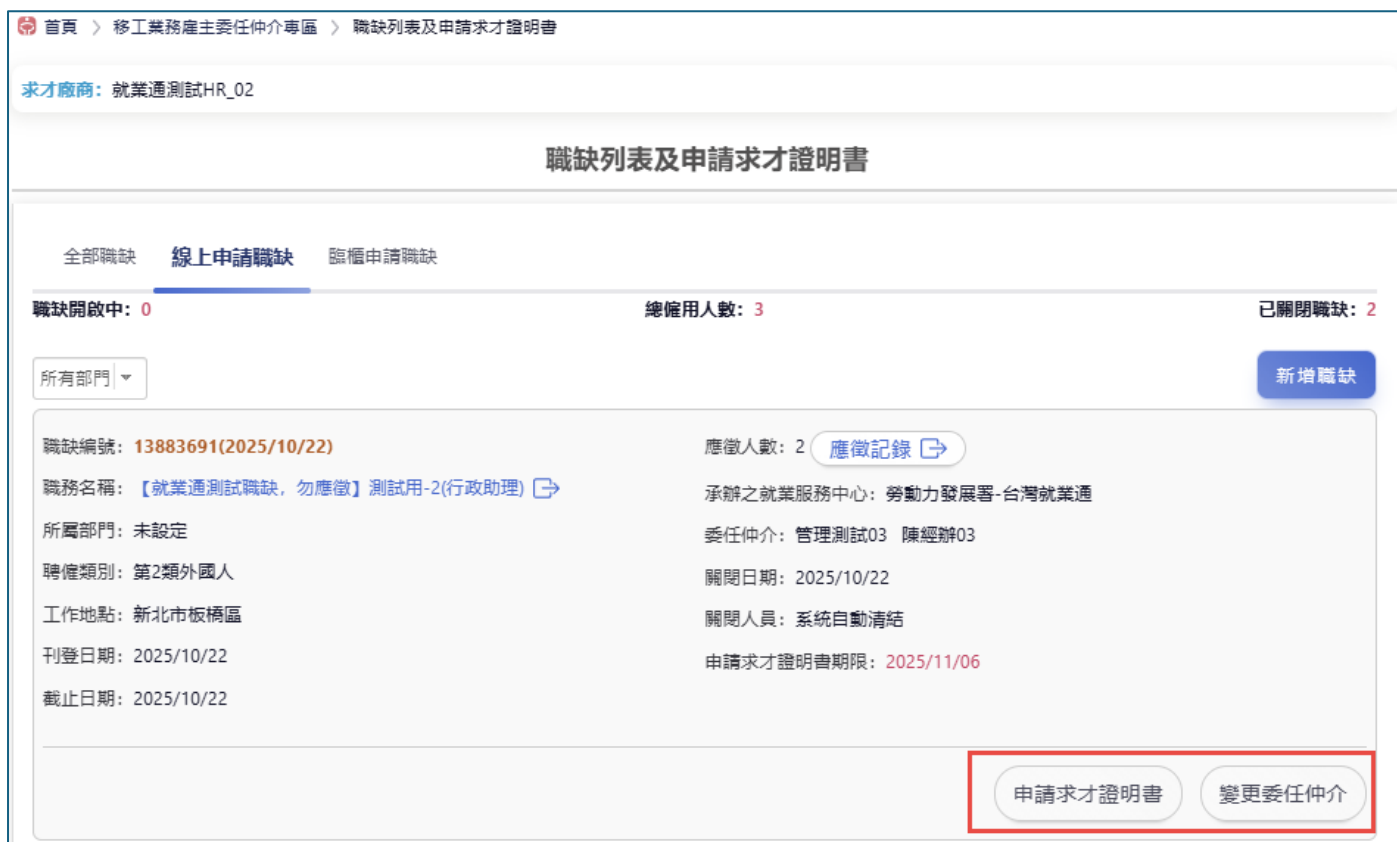 首頁 > 移工業務雇主委任仲介專區 > 職缺列表及申請求才證明書
求才廠商：就業通測試HR_02
職缺列表及申請求才證明書
全部職缺 線上申請職缺 臨櫃申請職缺
職缺開啟中：0 總僱用人數：3 已關閉職缺：2
所有部門 新增職缺
職缺編號：13883691(2025/10/22)
應徵人數：2 應徵記錄
職務名稱：【就業通測試職缺，勿應徵】測試用-2(行政助理)
承辦之就業服務中心：勞動力發展署-台灣就業通
所屬部門：未設定
委任仲介：管理測試03 陳經辦03
聘僱類別：第2類外國人
關閉日期：2025/10/22
工作地點：新北市板橋區
關閉人員：系統自動清結
刊登日期：2025/10/22
申請求才證明書期限：2025/11/06
截止日期：2025/10/22
申請求才證明書 變更委任仲介